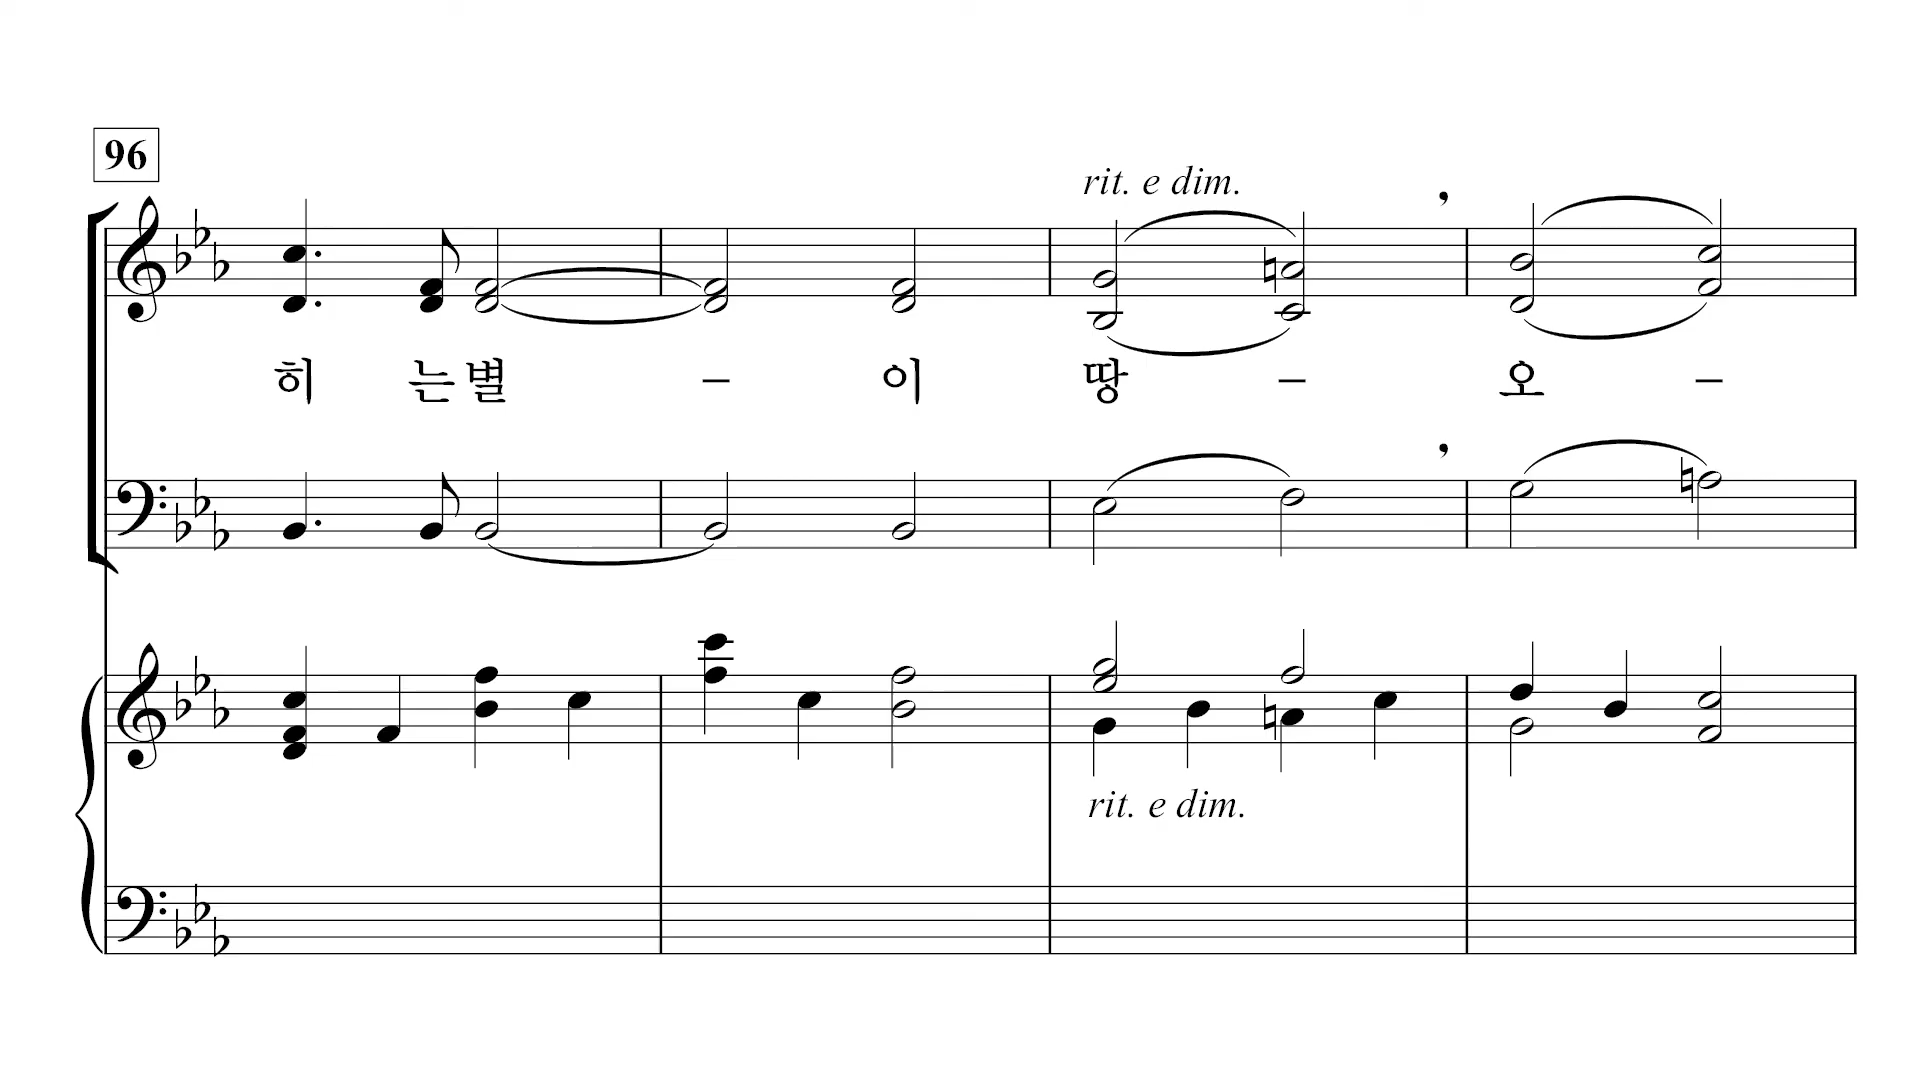 96
rit. e dim.
히 는 별 – 이 땅 – 오 –
rit. e dim.